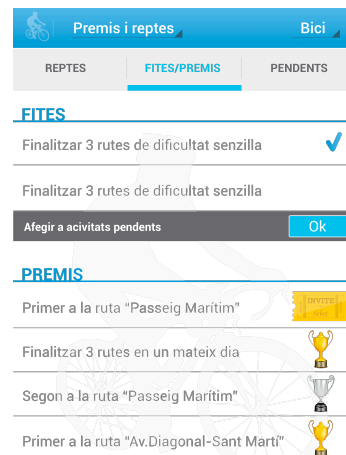 Premis i reptes
Bici
REPTES
FITES/PREMIS
PENDENTS
FITES
Finalitzar 3 rutes de dificultat senzilla
Finalitzar 3 rutes de dificultat senzilla
Afegir a acivitats pendents
Ok
PREMIS
Primer a la ruta “Passeig Marítim”
INVITE
Finalitzar 3 rutes en un mateix dia
Segon a la ruta “Passeig Marítim”
Primer a la ruta “Av.Diagonal-Sant Martí”